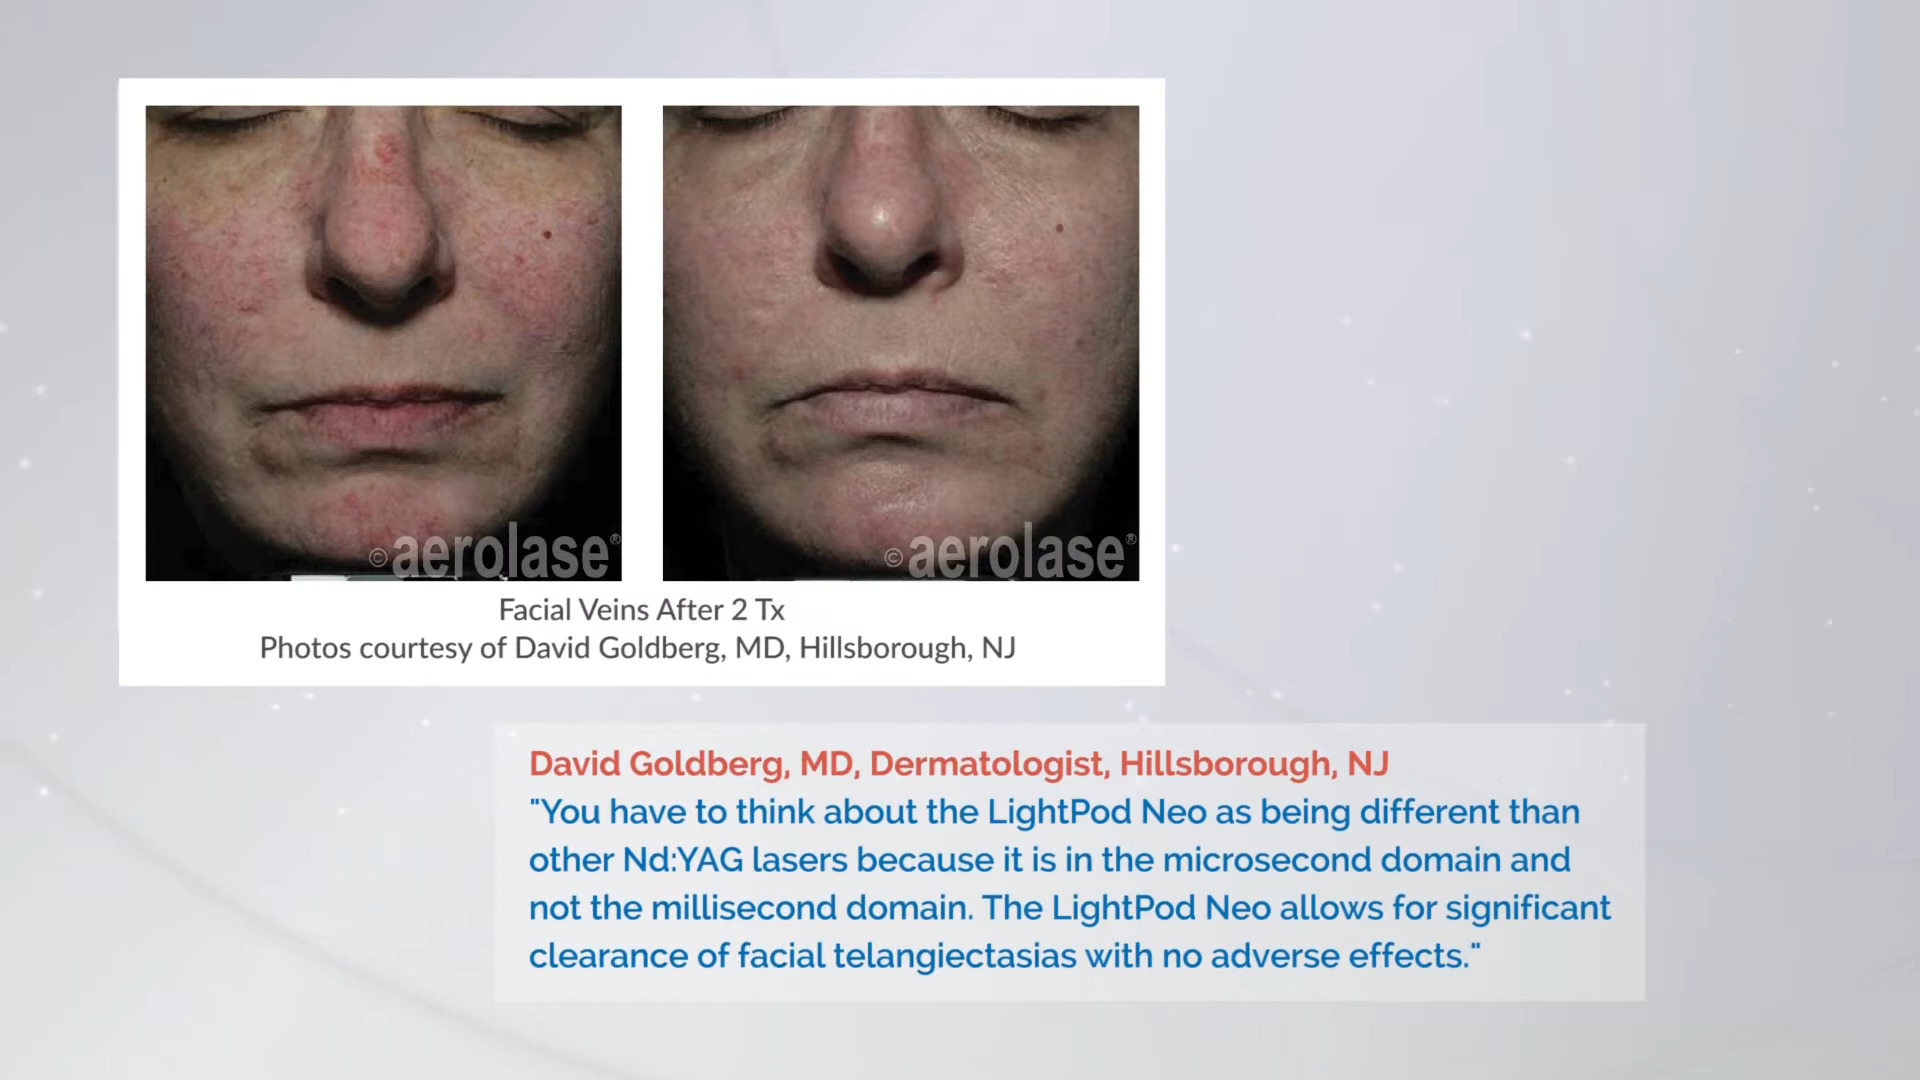 ©aerolase®
©aerolase®
Facial Veins After 2 Tx
Photos courtesy of David Goldberg, MD, Hillsborough, NJ
David Goldberg, MD, Dermatologist, Hillsborough, NJ
"You have to think about the LightPod Neo as being different than
other Nd:YAG lasers because it is in the microsecond domain and
not the millisecond domain. The LightPod Neo allows for significant
clearance of facial telangiectasias with no adverse effects."